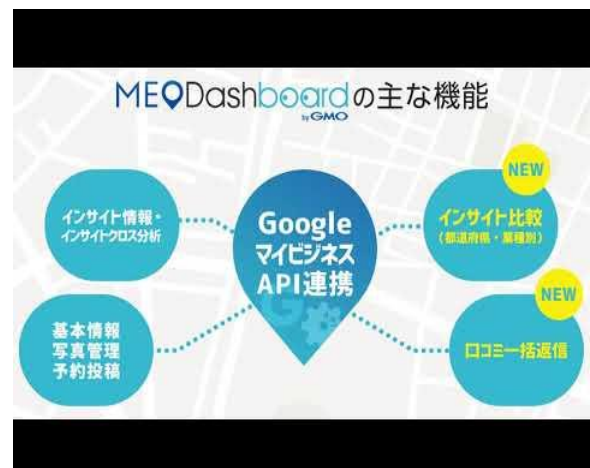 MEODashboardの主な機能
by GMO
インサイト情報・
インサイトクロス分析
Google
マイビジネス
API連携
NEW
インサイト比較
(都道府県・業種別)
基本情報
写真管理
予約投稿
NEW
口コミ一括返信